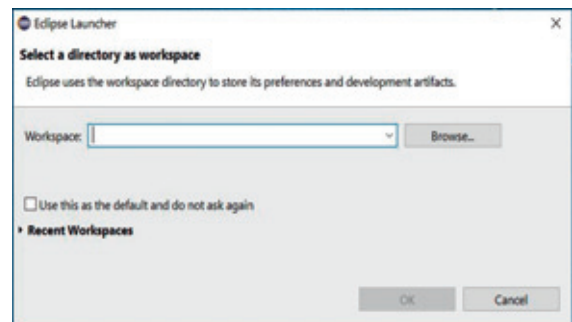 Eclipse Launcher
Select a directory as workspace
Eclipse uses the workspace directory to store its preferences and development artifacts.
Workspace:
Browse...
Use this as the default and do not ask again
Recent Workspaces
OK
Cancel